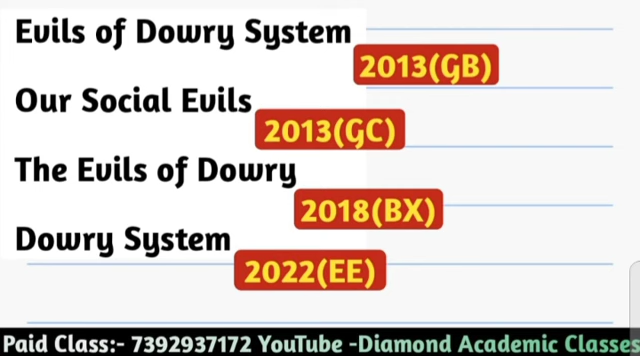 Evils of Dowry System
2013(GB)
Our Social Evils
2013(GC)
The Evils of Dowry
2018(BX)
Dowry System
2022(EE)
Paid Class:- 7392937172 YouTube -Diamond Academic Classes